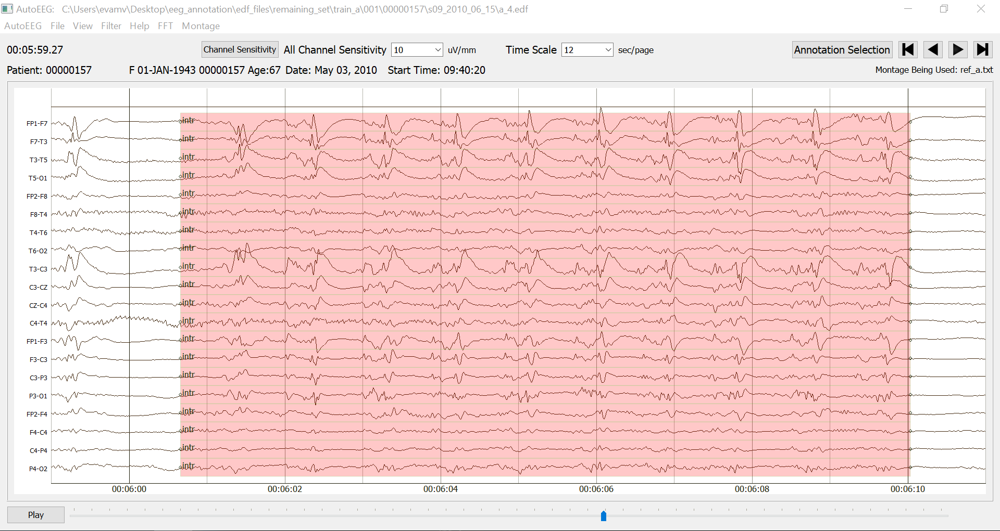 AutoEEG:   C:\Users\evamv\Desktop\eeg_annotation\edf_files\remaining_set\train_a\001\00000157\s09_2010_06_15\a_4.edf
AutoEEG File View Filter Help FFT Montage
00:05:59.27 Channel Sensitivity All Channel Sensitivity 10 uV/mm Time Scale 12 sec/page Annotation Selection
Patient: 00000157 F 01-JAN-1943 00000157 Age:67 Date: May 03, 2010 Start Time: 09:40:20 Montage Being Used: ref_a.txt
FP1-F7 intr
F7-T3 intr
T3-T5 intr
T5-O1 intr
FP2-F8 intr
F8-T4 intr
T4-T6 intr
T6-O2 intr
T3-C3 intr
C3-CZ intr
CZ-C4 intr
C4-T4 intr
FP1-F3 intr
F3-C3 intr
C3-P3 intr
P3-O1 intr
FP2-F4 intr
F4-C4 intr
C4-P4 intr
P4-O2 intr
00:06:00 00:06:02 00:06:04 00:06:06 00:06:08 00:06:10
Play